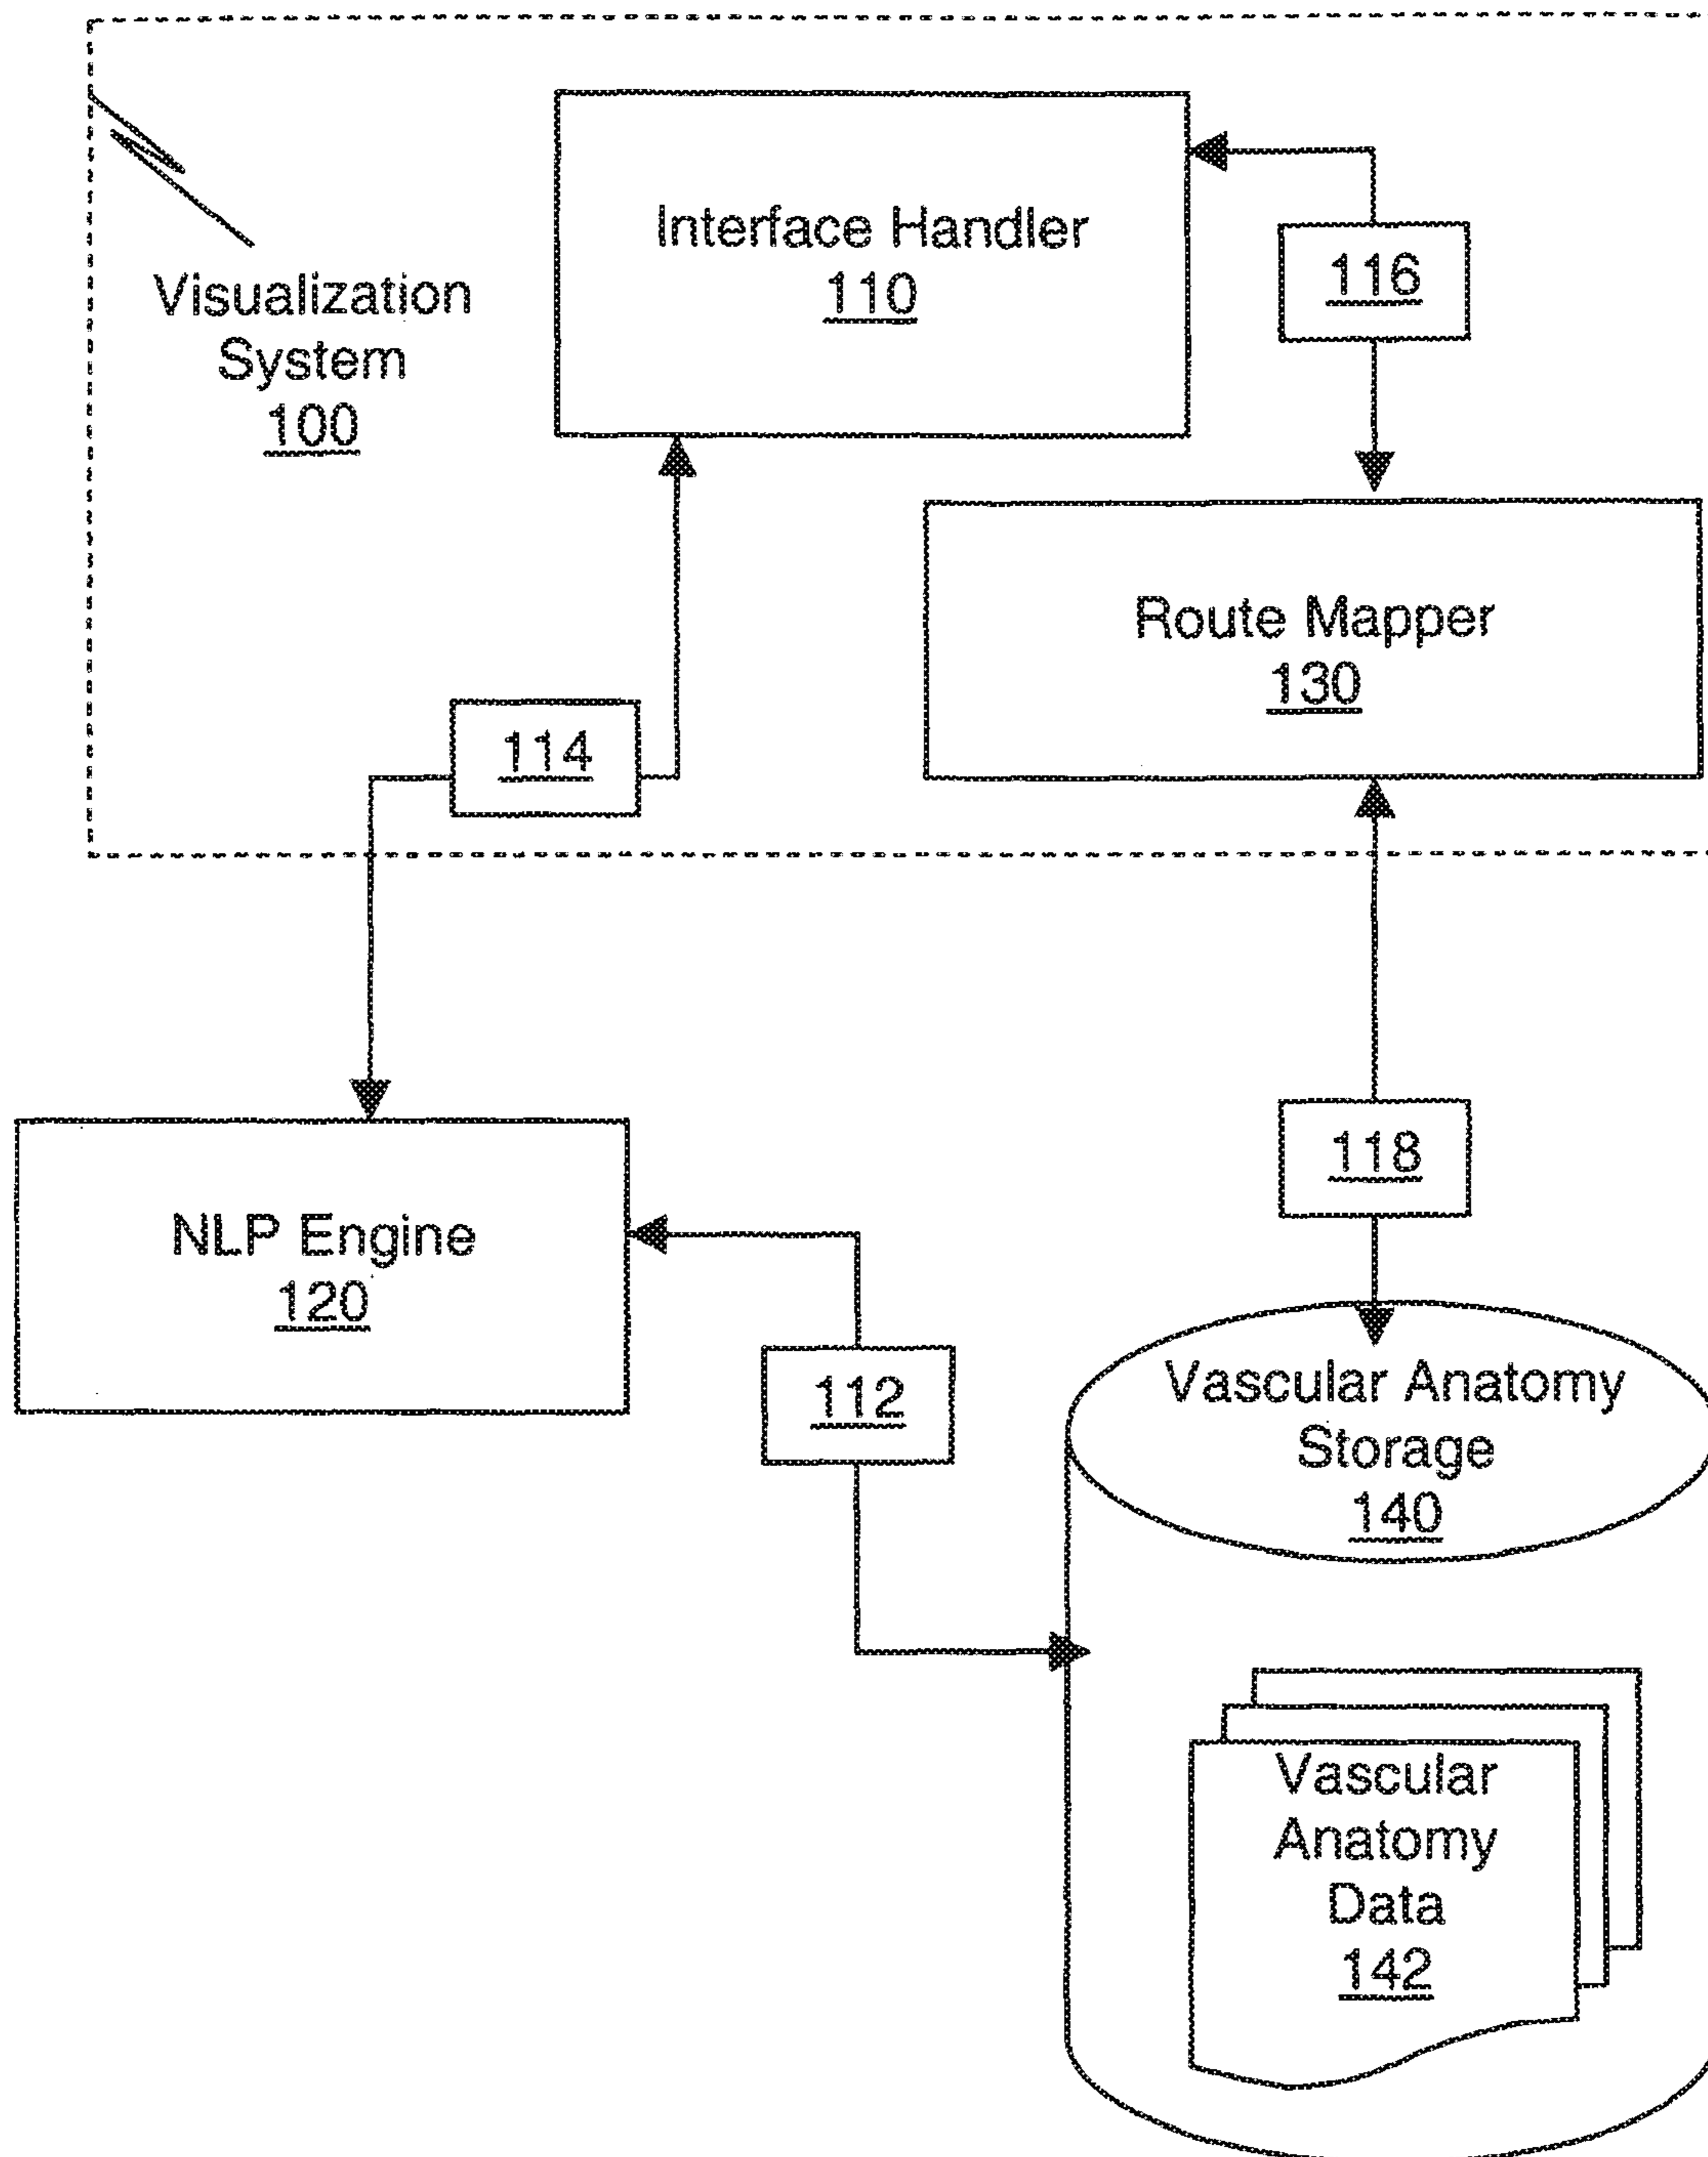 Interface Handler
110
116
Visualization
System
100
Route Mapper
130
114
118
NLP Engine
120
112
Vascular Anatomy
Storage
140
Vascular
Anatomy
Data
142